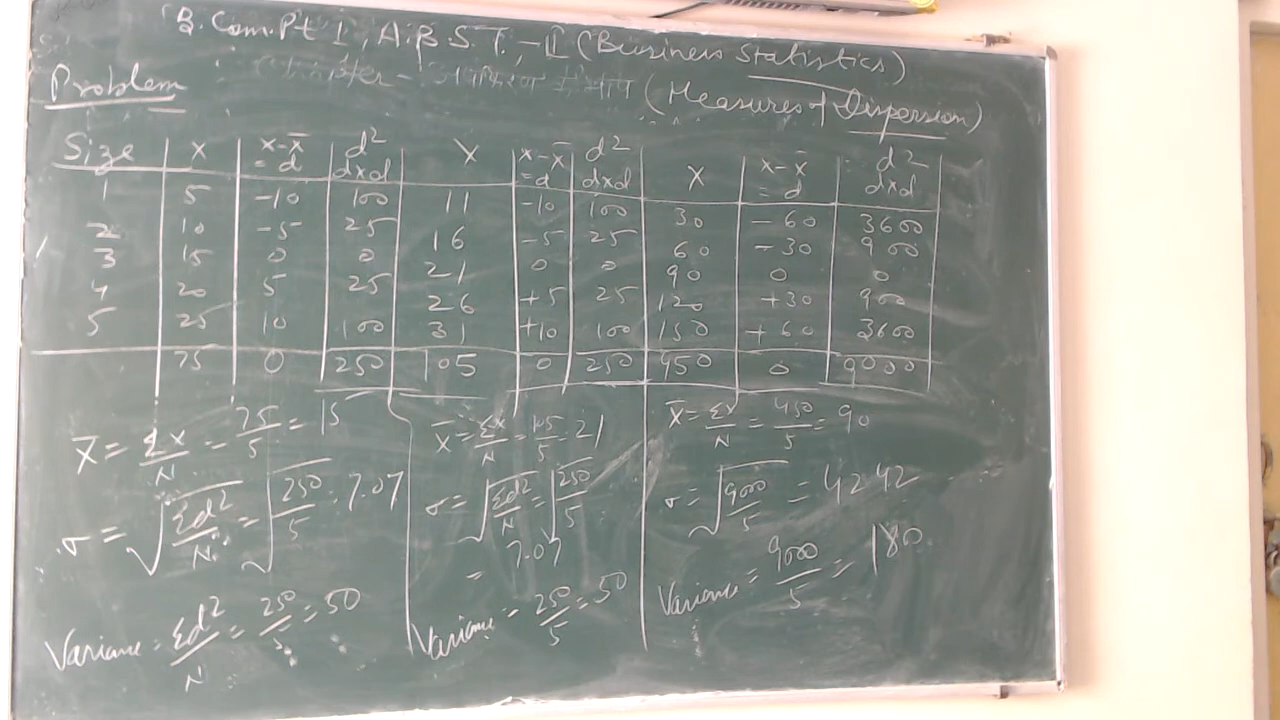 B. Com. Pt I, A.B.S.T.-II (Business Statistics)
Problem (Measures of Dispersion)
Size | X | x-x̄ = d | d² dxd | X | x-x̄ = d | d² dxd | X | x-x̄ = d | d² dxd
1 | 5 | -10 | 100 | 11 | -10 | 100 | 30 | -60 | 3600
2 | 10 | -5 | 25 | 16 | -5 | 25 | 60 | -30 | 900
3 | 15 | 0 | 0 | 21 | 0 | 0 | 90 | 0 | 0
4 | 20 | 5 | 25 | 26 | +5 | 25 | 120 | +30 | 900
5 | 25 | 10 | 100 | 31 | +10 | 100 | 150 | +60 | 3600
75 | 0 | 250 | 105 | 0 | 250 | 450 | 0 | 9000
X̄ = Σx/N = 75/5 = 15
σ = √Σd²/N = √250/5 = 7.07
Variance = Σd²/N = 250/5 = 50
X̄ = Σx/N = 105/5 = 21
σ = √Σd²/N = √250/5
= 7.07
Variance = 250/5 = 50
X̄ = Σx/N = 450/5 = 90
σ = √9000/5 = 42.42
Variance = 9000/5 = 180